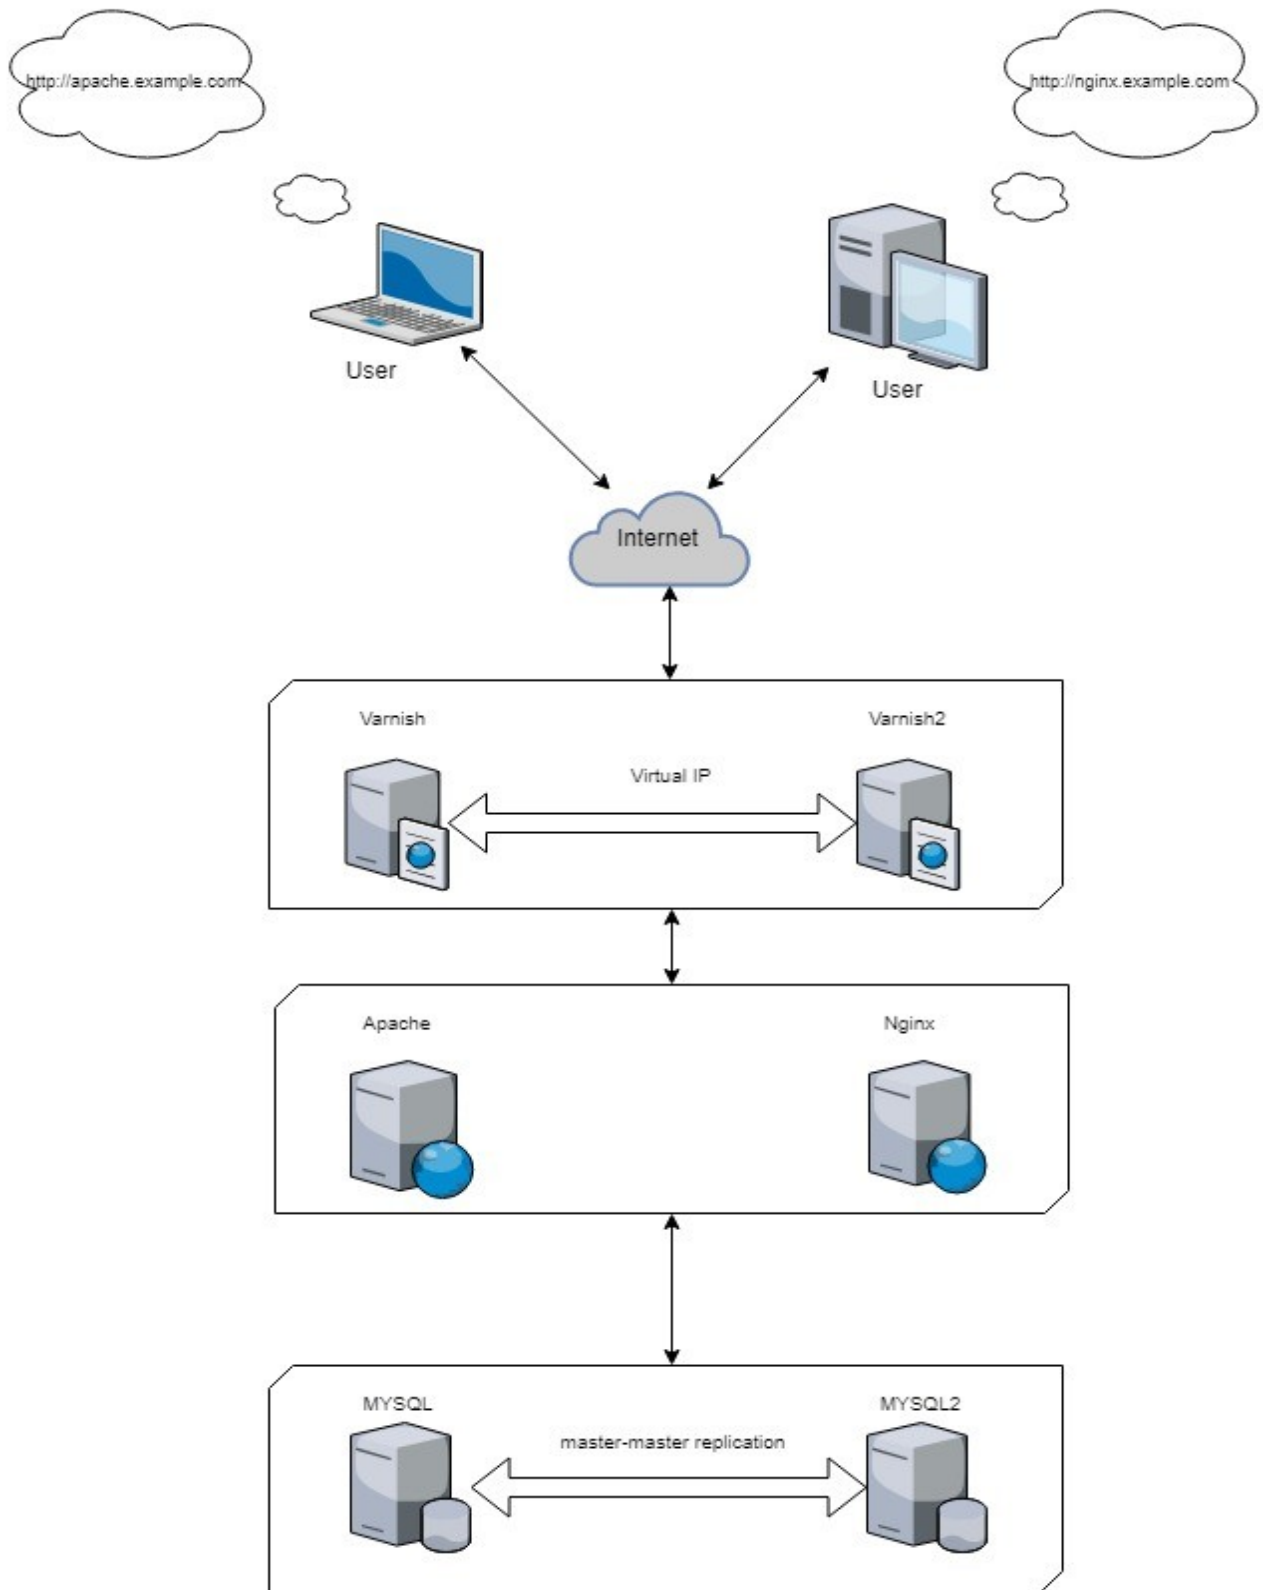 http://apache.example.com
http://nginx.example.com
User
User
Internet
Varnish
Varnish2
Virtual IP
Apache
Nginx
MYSQL
MYSQL2
master-master replication